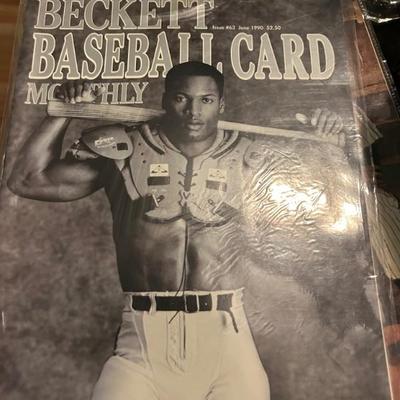 BECKETT
Issue #63 June 1990 $2.50
BASEBALL CARD
MONTHLY